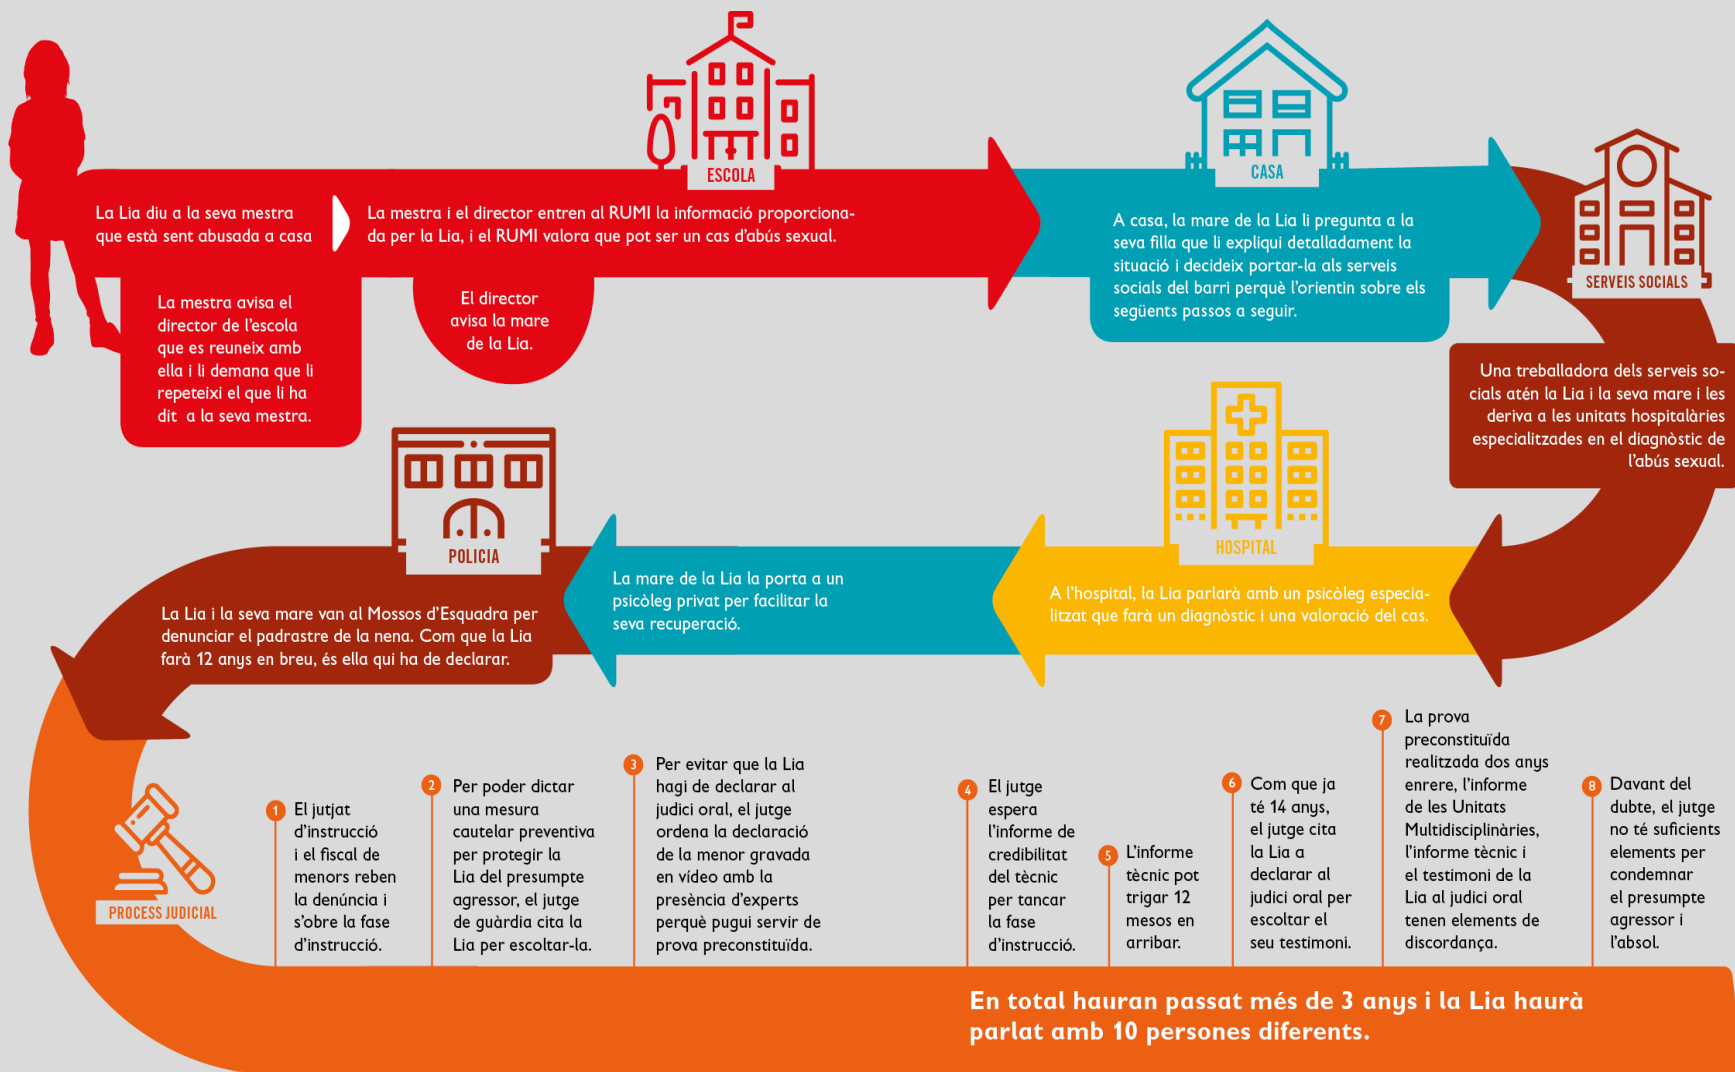 ESCOLA
La Lia diu a la seva mestra
que està sent abusada a casa
La mestra avisa el
director de l'escola
que es reuneix amb
ella i li demana que li
repeteixi el que li ha
dit a la seva mestra.
La mestra i el director entren al RUMI la informació proporciona-
da per la Lia, i el RUMI valora que pot ser un cas d'abús sexual.
El director
avisa la mare
de la Lia.
CASA
A casa, la mare de la Lia li pregunta a la
seva filla que li expliqui detalladament la
situació i decideix portar-la als serveis
socials del barri perquè l'orientin sobre els
següents passos a seguir.
SERVEIS SOCIALS
Una treballadora dels serveis so-
cials atén la Lia i la seva mare i les
deriva a les unitats hospitalàries
especialitzades en el diagnòstic de
l'abús sexual.
HOSPITAL
A l'hospital, la Lia parlarà amb un psicòleg especia-
litzat que farà un diagnòstic i una valoració del cas.
La mare de la Lia la porta a un
psicòleg privat per facilitar la
seva recuperació.
POLICIA
La Lia i la seva mare van al Mossos d'Esquadra per
denunciar el padrastre de la nena. Com que la Lia
farà 12 anys en breu, és ella qui ha de declarar.
PROCESS JUDICIAL
1
El jutjat
d'instrucció
i el fiscal de
menors reben
la denúncia i
s'obre la fase
d'instrucció.
2
Per poder dictar
una mesura
cautelar preventiva
per protegir la
Lia del presumpte
agressor, el jutge
de guàrdia cita la
Lia per escoltar-la.
3
Per evitar que la Lia
hagi de declarar al
judici oral, el jutge
ordena la declaració
de la menor gravada
en vídeo amb la
presència d'experts
perquè pugui servir de
prova preconstituïda.
4
El jutge
espera
l'informe de
credibilitat
del tècnic
per tancar
la fase
d'instrucció.
5
L'informe
tècnic pot
trigar 12
mesos en
arribar.
6
Com que ja
té 14 anys,
el jutge cita
la Lia a
declarar al
judici oral per
escoltar el
seu testimoni.
7
La prova
preconstituïda
realitzada dos anys
enrere, l'informe
de les Unitats
Multidisciplinàries,
l'informe tècnic i
el testimoni de la
Lia al judici oral
tenen elements de
discordança.
8
Davant del
dubte, el jutge
no té suficients
elements per
condemnar
el presumpte
agressor i
l'absol.
En total hauran passat més de 3 anys i la Lia haurà
parlat amb 10 persones diferents.